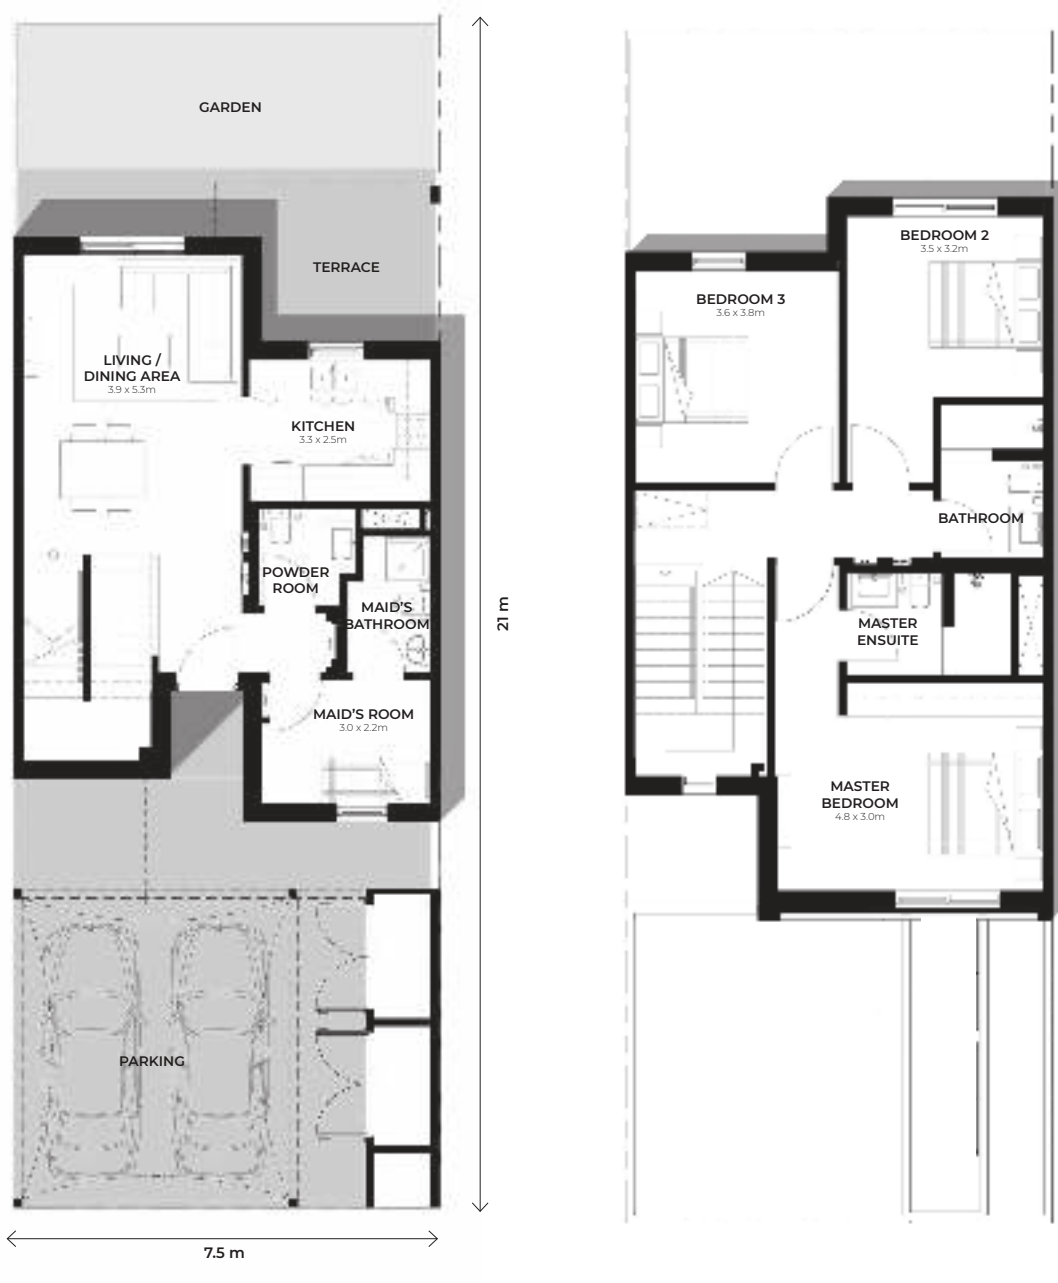 GARDEN
TERRACE
LIVING /
DINING AREA
3.9 x 5.3m
KITCHEN
3.3 x 2.5m
POWDER
ROOM
MAID'S
BATHROOM
MAID'S ROOM
3.0 x 2.2m
PARKING
21 m
7.5 m
BEDROOM 2
3.5 x 3.2m
BEDROOM 3
3.6 x 3.8m
BATHROOM
MASTER
ENSUITE
MASTER
BEDROOM
4.8 x 3.0m